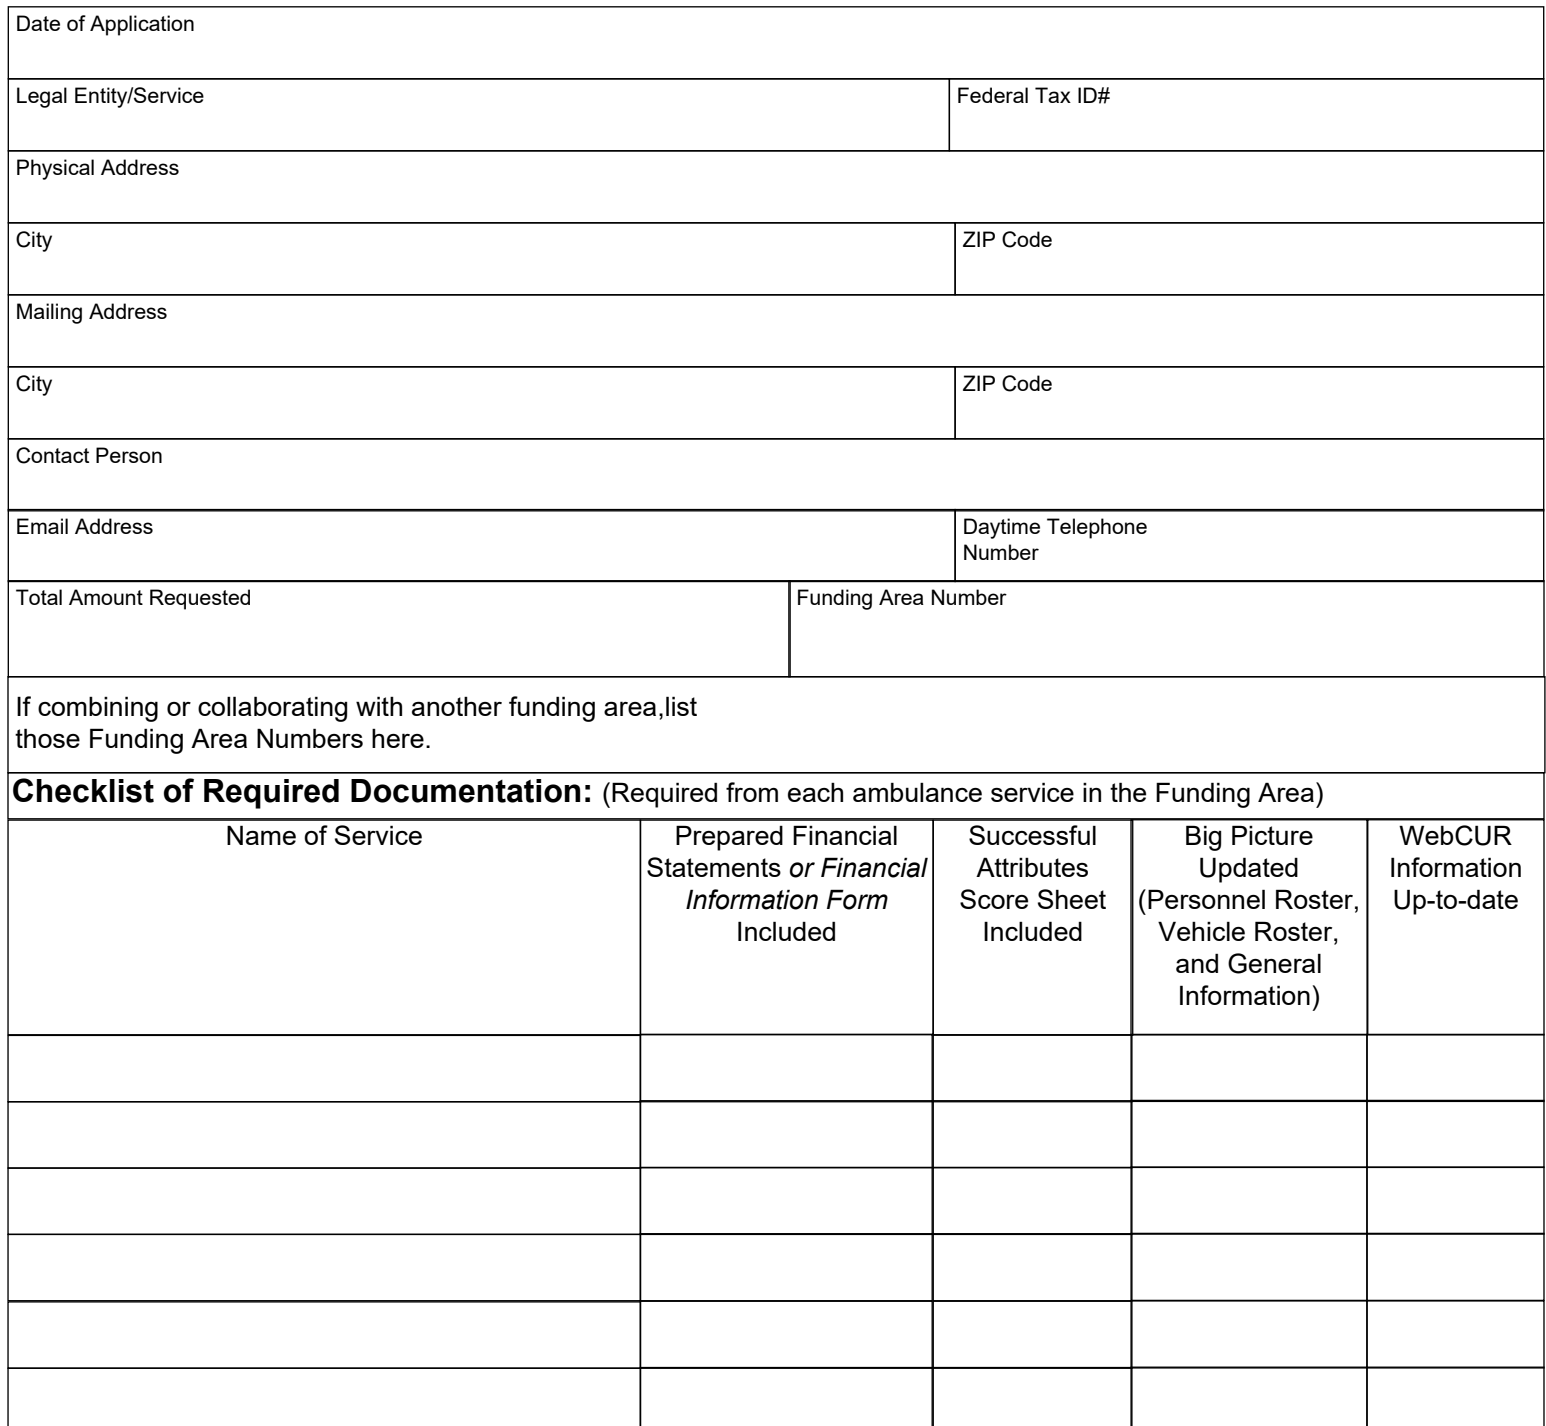 Date of Application
Legal Entity/Service
Federal Tax ID#
Physical Address
City
ZIP Code
Mailing Address
City
ZIP Code
Contact Person
Email Address
Daytime Telephone
Number
Total Amount Requested
Funding Area Number
If combining or collaborating with another funding area,list
those Funding Area Numbers here.
Checklist of Required Documentation: (Required from each ambulance service in the Funding Area)
Name of Service
Prepared Financial
Statements or Financial
Information Form
Included
Successful
Attributes
Score Sheet
Included
Big Picture
Updated
(Personnel Roster,
Vehicle Roster,
and General
Information)
WebCUR
Information
Up-to-date